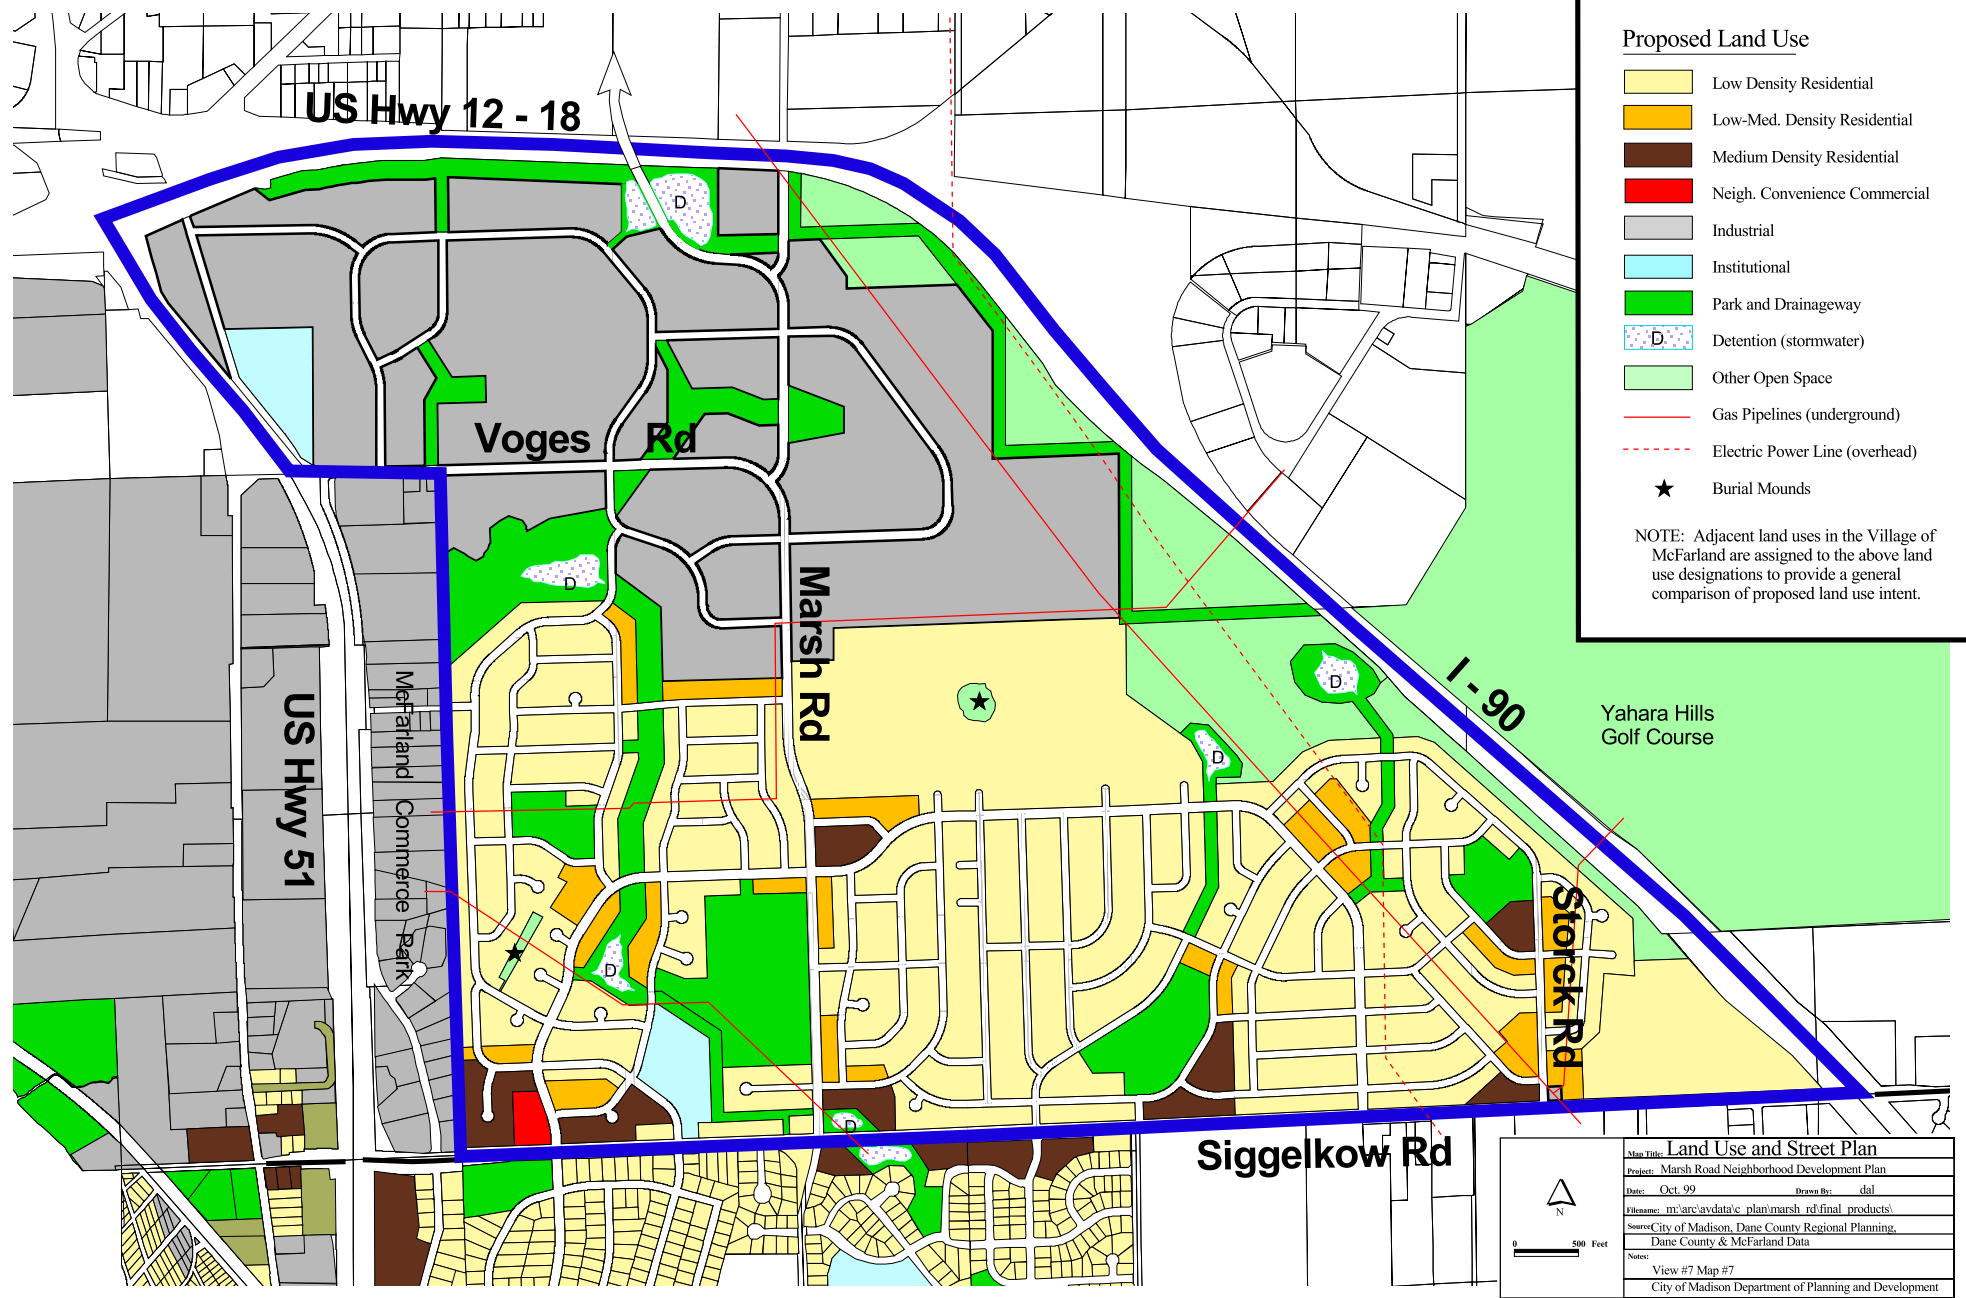 US Hwy 12 - 18
D
Voges Rd
D
Marsh Rd
McFarland Commerce Park
US Hwy 51
D
D
D
D
I - 90
Yahara Hills
Golf Course
Storck Rd
Siggelkow Rd
Proposed Land Use
Low Density Residential
Low-Med. Density Residential
Medium Density Residential
Neigh. Convenience Commercial
Industrial
Institutional
Park and Drainageway
D
Detention (stormwater)
Other Open Space
Gas Pipelines (underground)
Electric Power Line (overhead)
Burial Mounds
NOTE: Adjacent land uses in the Village of
McFarland are assigned to the above land
use designations to provide a general
comparison of proposed land use intent.
N
0 500 Feet
Map Title: Land Use and Street Plan
Project: Marsh Road Neighborhood Development Plan
Date: Oct. 99 Drawn By: dal
Filename: m:\arc\avdata\c_plan\marsh_rd\final_products\
Source: City of Madison, Dane County Regional Planning,
Dane County & McFarland Data
Notes:
View #7 Map #7
City of Madison Department of Planning and Development